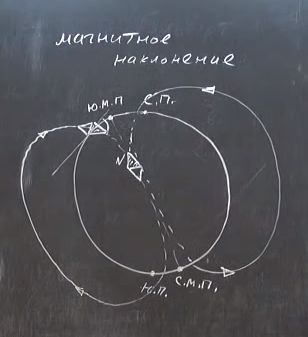 магнитное
наклонение
Ю.М.П
С.П.
N
Ю.П.
С.М.П.